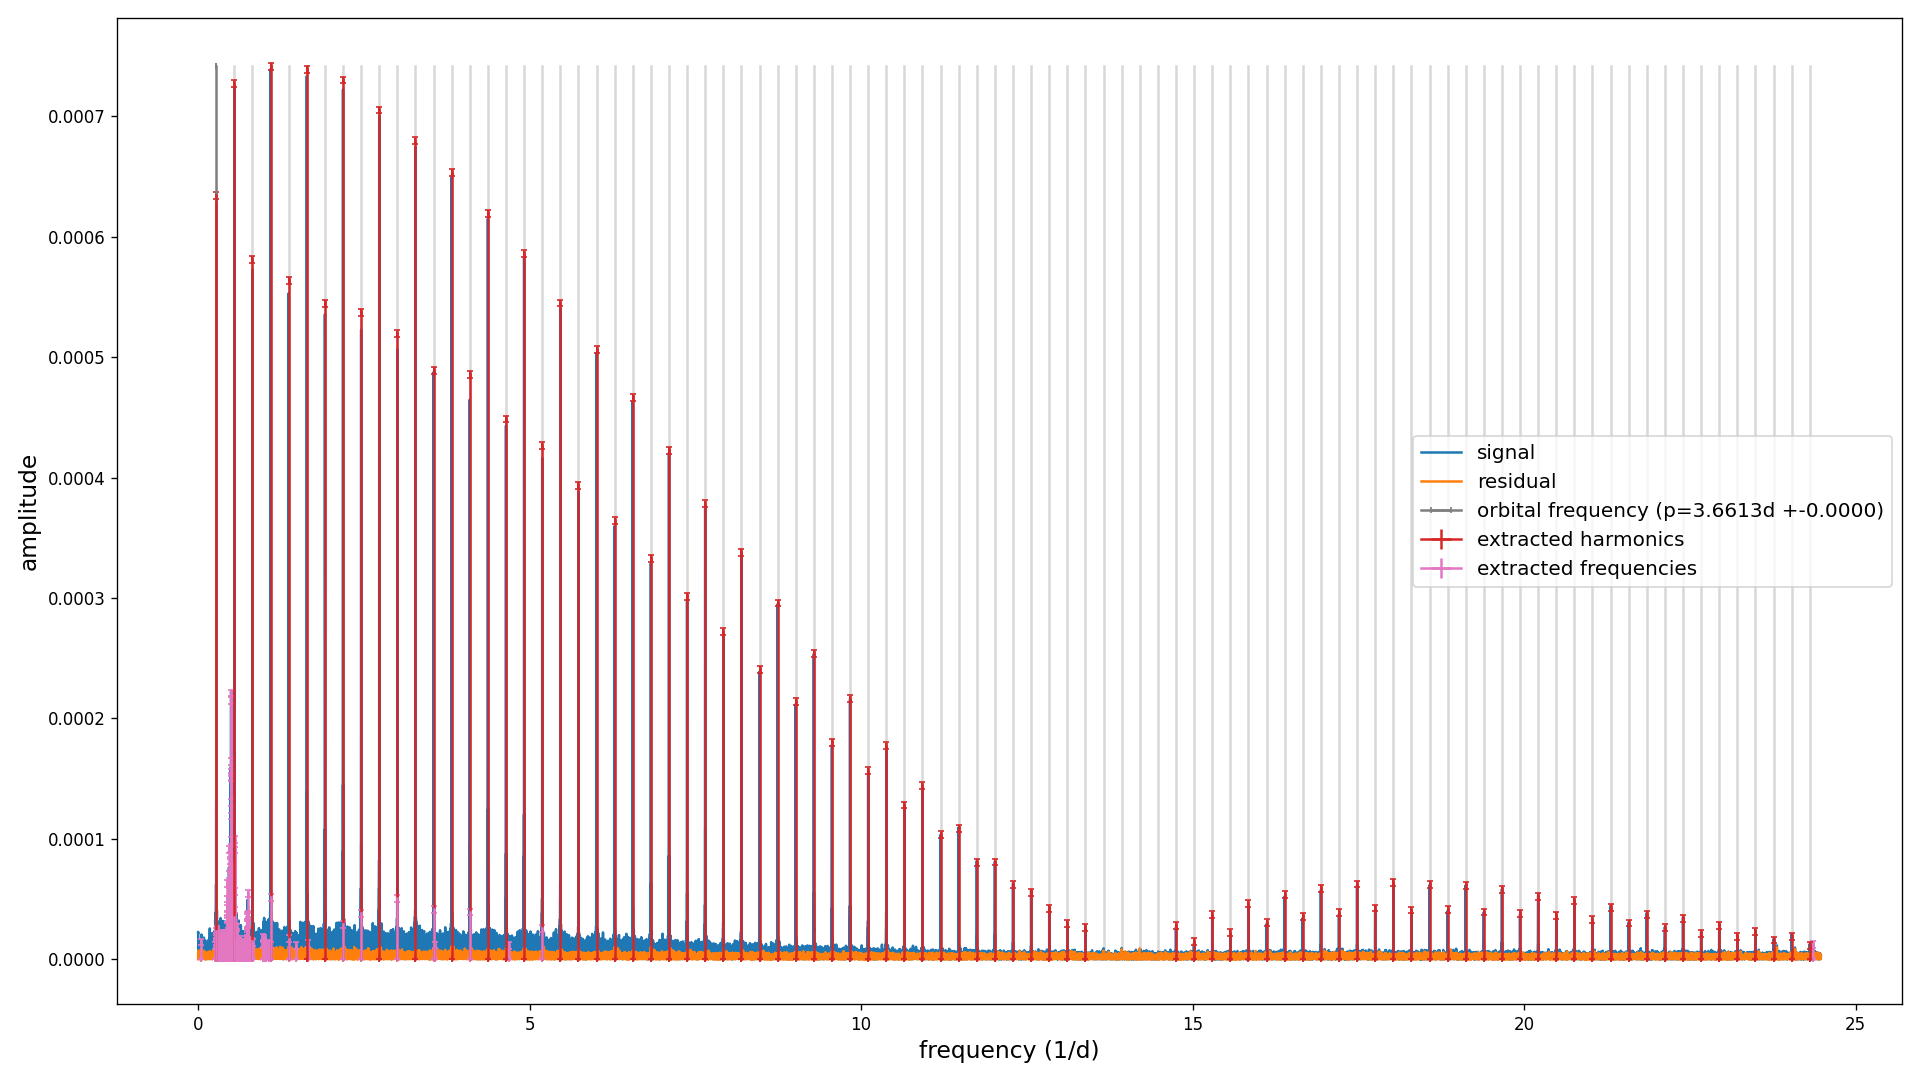 amplitude
0.0007
0.0006
0.0005
0.0004
0.0003
0.0002
0.0001
0.0000
0
5
10
15
20
25
frequency (1/d)
signal
residual
orbital frequency (p=3.6613d +-0.0000)
extracted harmonics
extracted frequencies